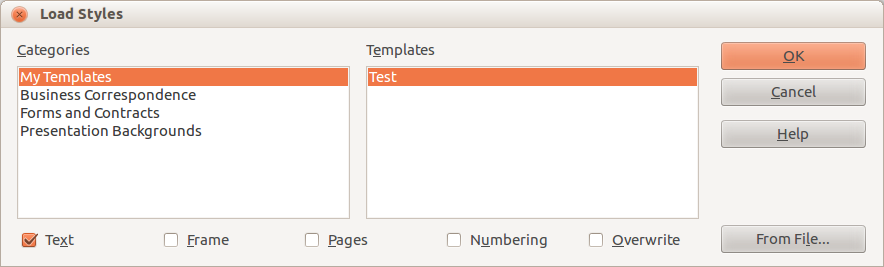 Load Styles
Categories
My Templates
Business Correspondence
Forms and Contracts
Presentation Backgrounds
Templates
Test
OK
Cancel
Help
Text
Frame
Pages
Numbering
Overwrite
From File...